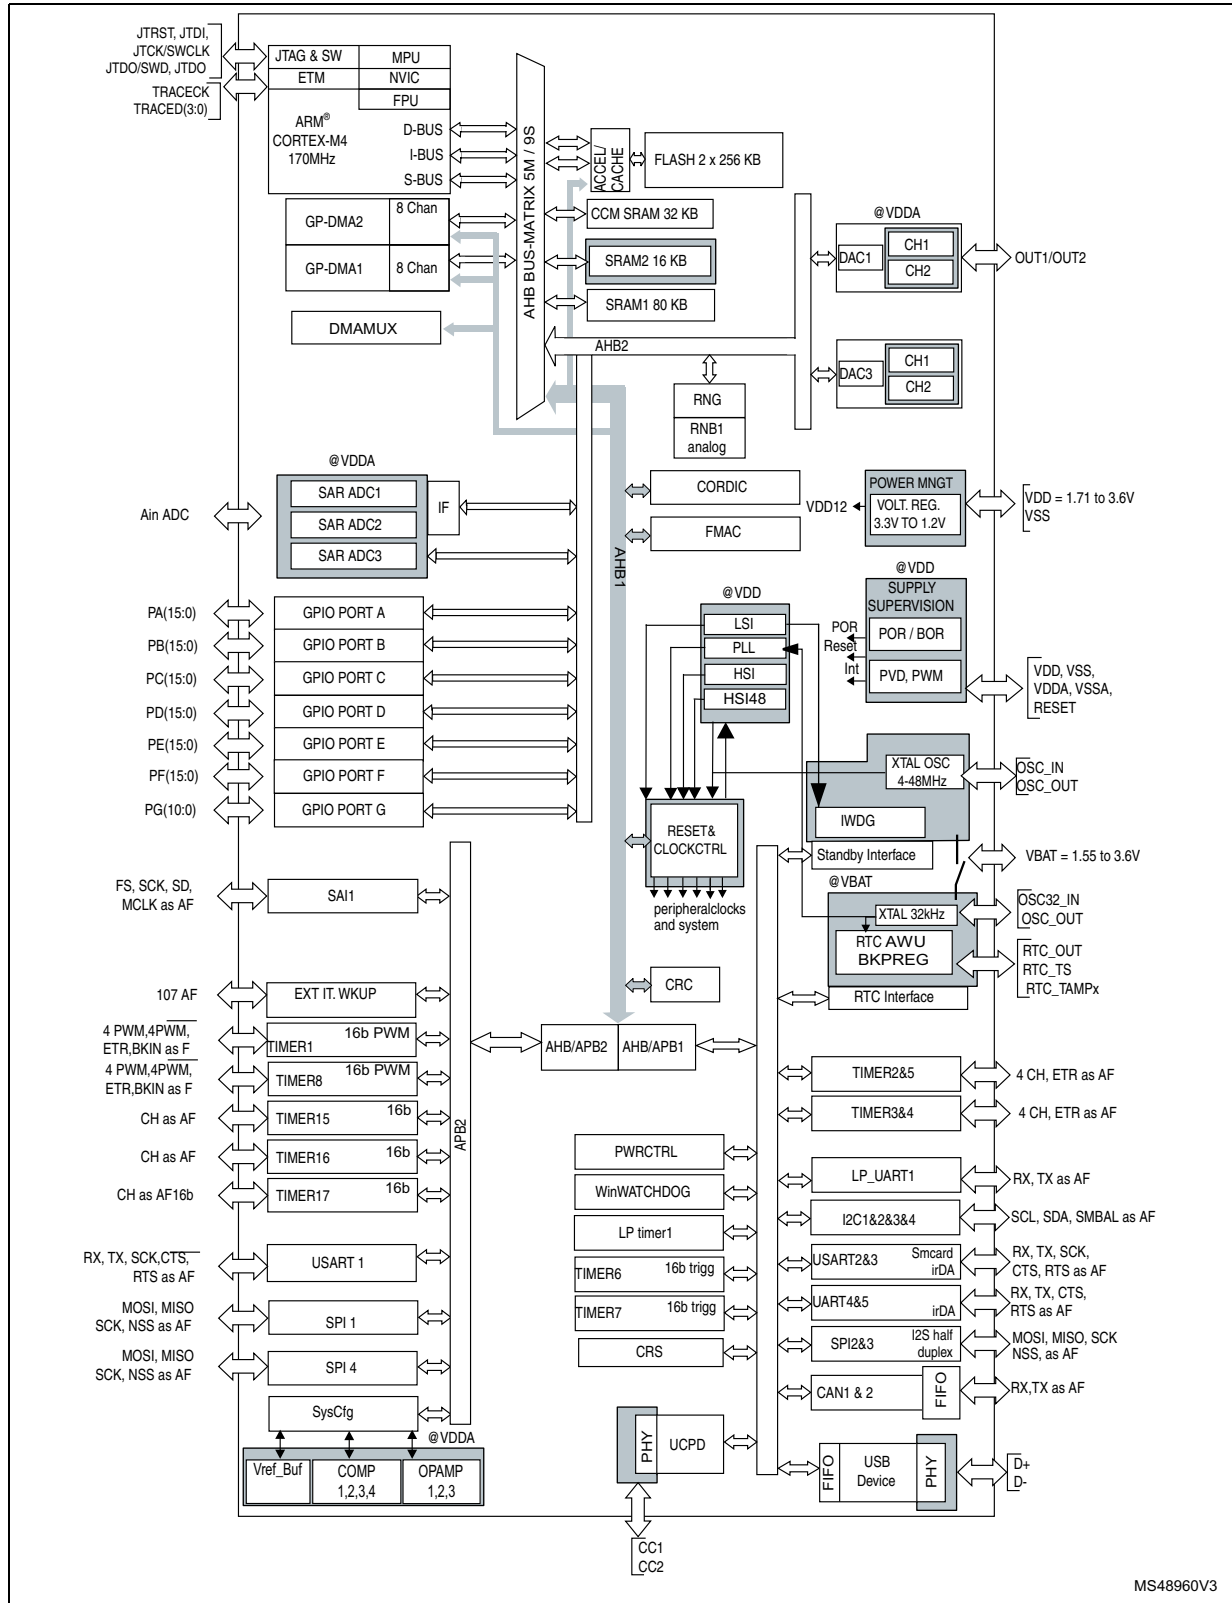 JTRST, JTDI,
JTCK/SWCLK
JTDO/SWD, JTDO
TRACECK
TRACED(3:0)
JTAG & SW
MPU
ETM
NVIC
FPU
ARM®
CORTEX-M4
170MHz
D-BUS
I-BUS
S-BUS
GP-DMA2
8 Chan
GP-DMA1
8 Chan
DMAMUX
AHB BUS-MATRIX 5M / 9S
ACCEL/
CACHE
FLASH 2 x 256 KB
CCM SRAM 32 KB
SRAM2 16 KB
SRAM1 80 KB
AHB2
RNG
RNB1
analog
@VDDA
DAC1
CH1
CH2
OUT1/OUT2
DAC3
CH1
CH2
@VDDA
SAR ADC1
SAR ADC2
SAR ADC3
IF
Ain ADC
CORDIC
FMAC
AHB1
POWER MNGT
VDD12
VOLT. REG.
3.3V TO 1.2V
VDD = 1.71 to 3.6V
VSS
@VDD
SUPPLY
SUPERVISION
POR
Reset
Int
POR / BOR
PVD, PWM
VDD, VSS,
VDDA, VSSA,
RESET
@VDD
LSI
PLL
HSI
HSI48
PA(15:0)
GPIO PORT A
PB(15:0)
GPIO PORT B
PC(15:0)
GPIO PORT C
PD(15:0)
GPIO PORT D
PE(15:0)
GPIO PORT E
PF(15:0)
GPIO PORT F
PG(10:0)
GPIO PORT G
RESET&
CLOCKCTRL
peripheralclocks
and system
XTAL OSC
4-48MHz
OSC_IN
OSC_OUT
IWDG
Standby Interface
VBAT = 1.55 to 3.6V
@VBAT
XTAL 32kHz
OSC32_IN
OSC_OUT
RTC AWU
BKPREG
RTC_OUT
RTC_TS
RTC_TAMPx
RTC Interface
FS, SCK, SD,
MCLK as AF
SAI1
107 AF
EXT IT. WKUP
4 PWM,4PWM,
ETR,BKIN as F
16b PWM
TIMER1
4 PWM,4PWM,
ETR,BKIN as F
16b PWM
TIMER8
CH as AF
TIMER15
16b
CH as AF
TIMER16
16b
CH as AF16b
TIMER17
16b
RX, TX, SCK,CTS,
RTS as AF
USART 1
MOSI, MISO
SCK, NSS as AF
SPI 1
MOSI, MISO
SCK, NSS as AF
SPI 4
SysCfg
@VDDA
Vref_Buf
COMP
1,2,3,4
OPAMP
1,2,3
APB2
CRC
AHB/APB2
AHB/APB1
PWRCTRL
WinWATCHDOG
LP timer1
TIMER6
16b trigg
TIMER7
16b trigg
CRS
PHY
UCPD
CC1
CC2
TIMER2&5
4 CH, ETR as AF
TIMER3&4
4 CH, ETR as AF
LP_UART1
RX, TX as AF
I2C1&2&3&4
SCL, SDA, SMBAL as AF
USART2&3
Smcard
irDA
RX, TX, SCK,
CTS, RTS as AF
UART4&5
irDA
RX, TX, CTS,
RTS as AF
SPI2&3
I2S half
duplex
MOSI, MISO, SCK
NSS, as AF
CAN1 & 2
FIFO
RX,TX as AF
FIFO
USB
Device
PHY
D+
D-
MS48960V3